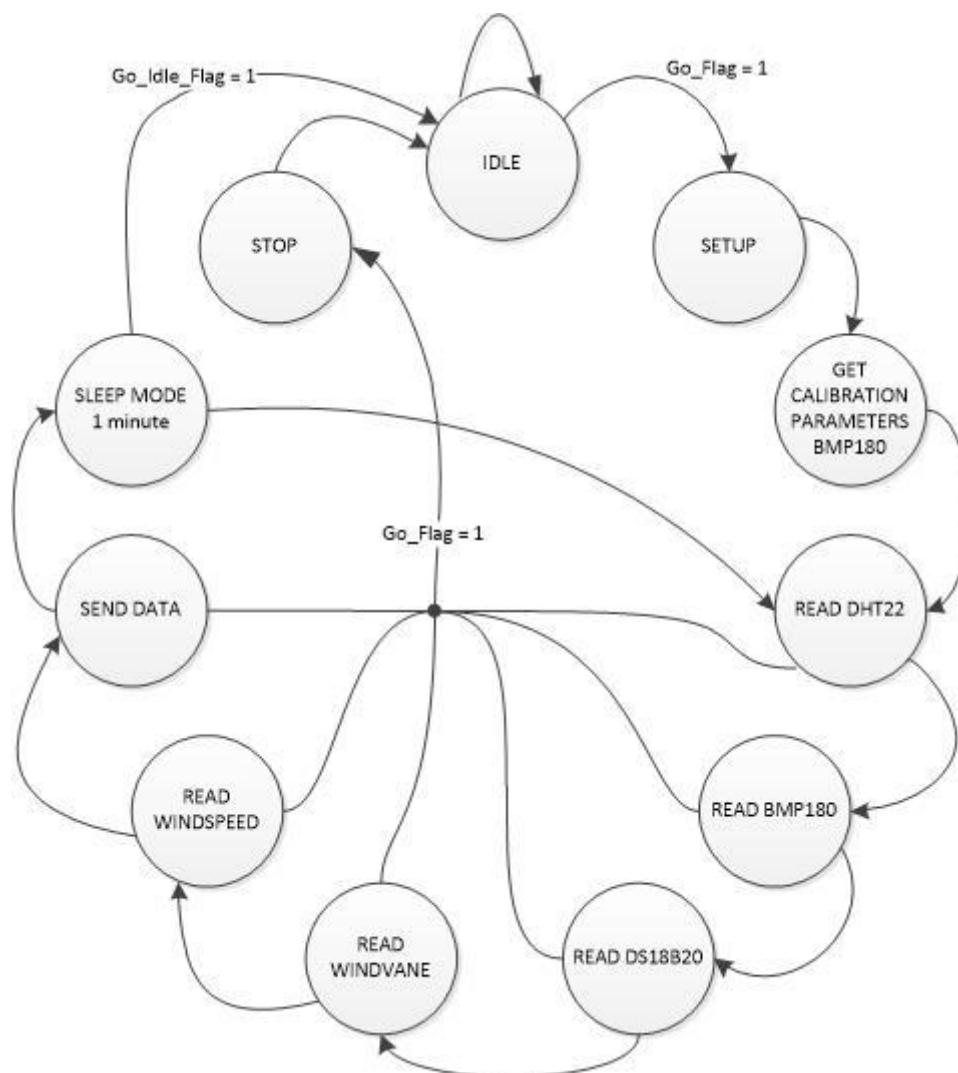 Go_Idle_Flag = 1
Go_Flag = 1
IDLE
STOP
SETUP
SLEEP MODE
1 minute
GET
CALIBRATION
PARAMETERS
BMP180
Go_Flag = 1
SEND DATA
READ DHT22
READ
WINDSPEED
READ BMP180
READ
WINDVANE
READ DS18B20